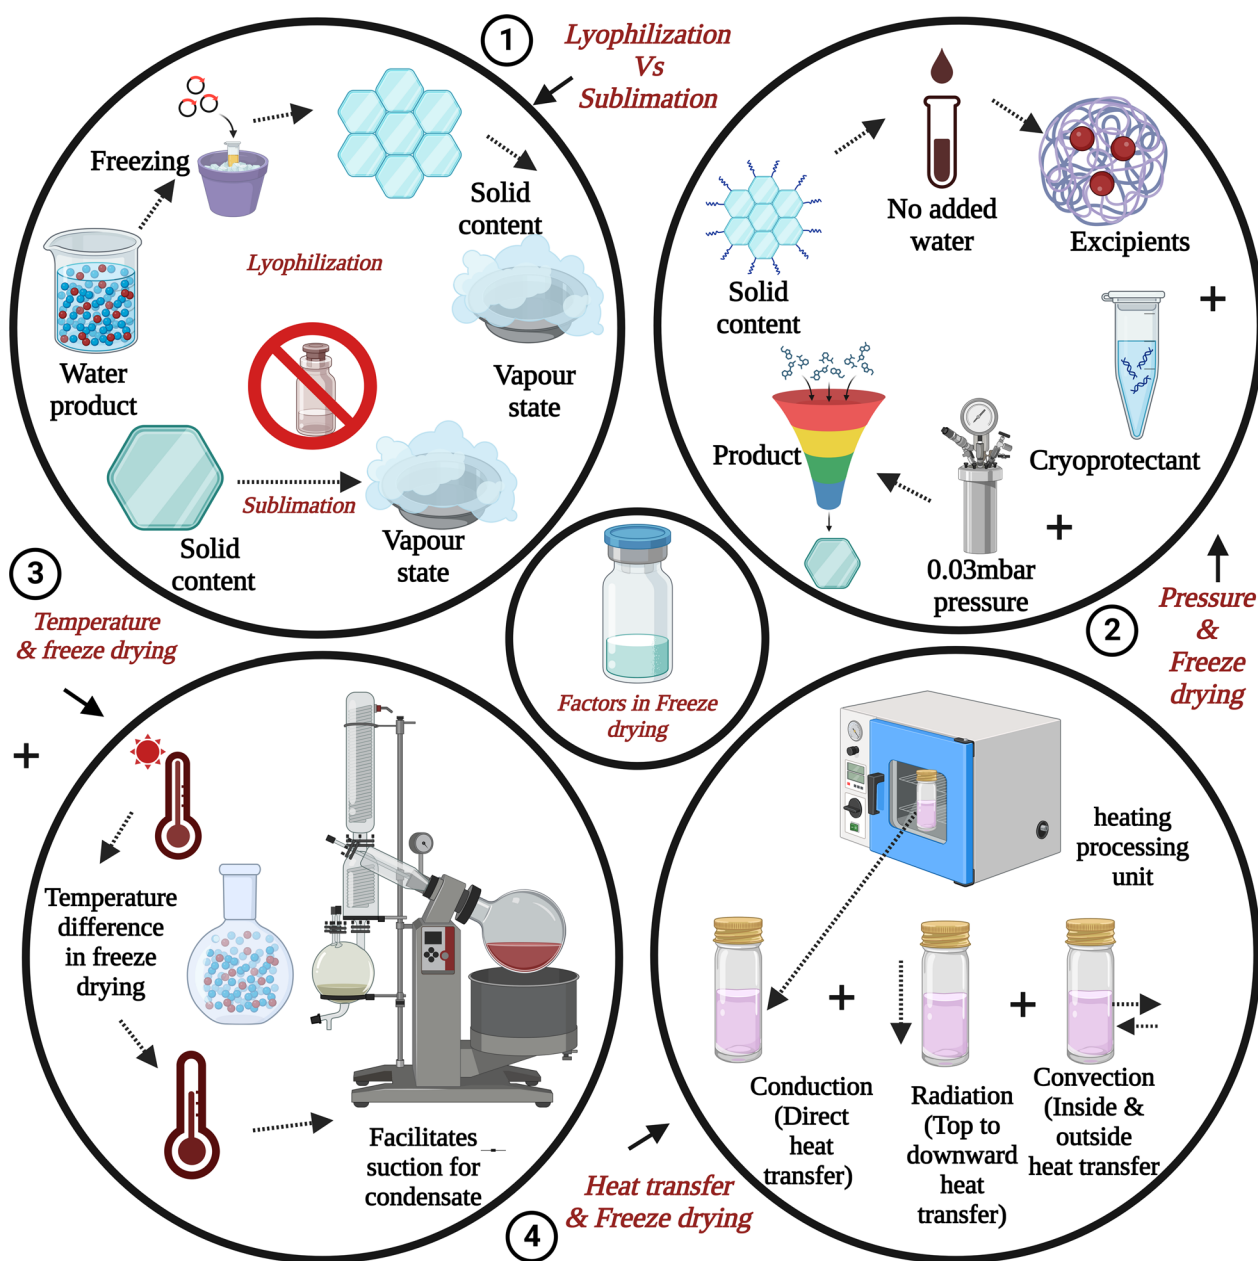 1
Lyophilization
Vs
Sublimation
Freezing
Solid
content
Lyophilization
Water
product
Vapour
state
Sublimation
Solid
content
Vapour
state
No added
water
Excipients
Solid
content
+
Cryoprotectant
Product
+
0.03mbar
pressure
2
Pressure
&
Freeze
drying
Factors in Freeze
drying
3
Temperature
& freeze drying
+
Temperature
difference
in freeze
drying
Facilitates
suction for
condensate
4
Heat transfer
& Freeze drying
heating
processing
unit
+
+
Conduction
(Direct
heat
transfer)
Radiation
(Top to
downward
heat
transfer)
Convection
(Inside &
outside
heat transfer